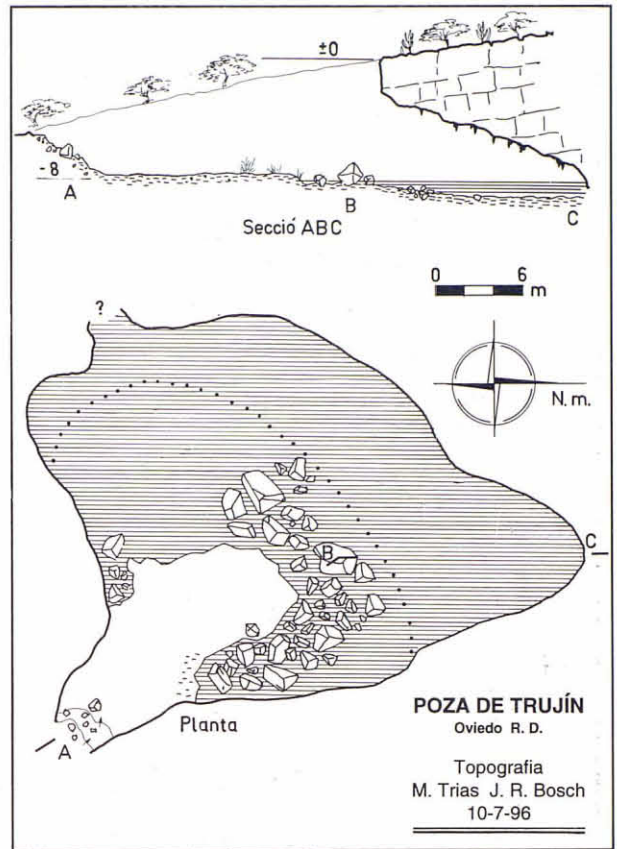 ±0
-8
A
B
C
Secció ABC
0 6
m
?
N. m.
C
B
A
Planta
POZA DE TRUJÍN
Oviedo R. D.
Topografia
M. Trias J. R. Bosch
10-7-96